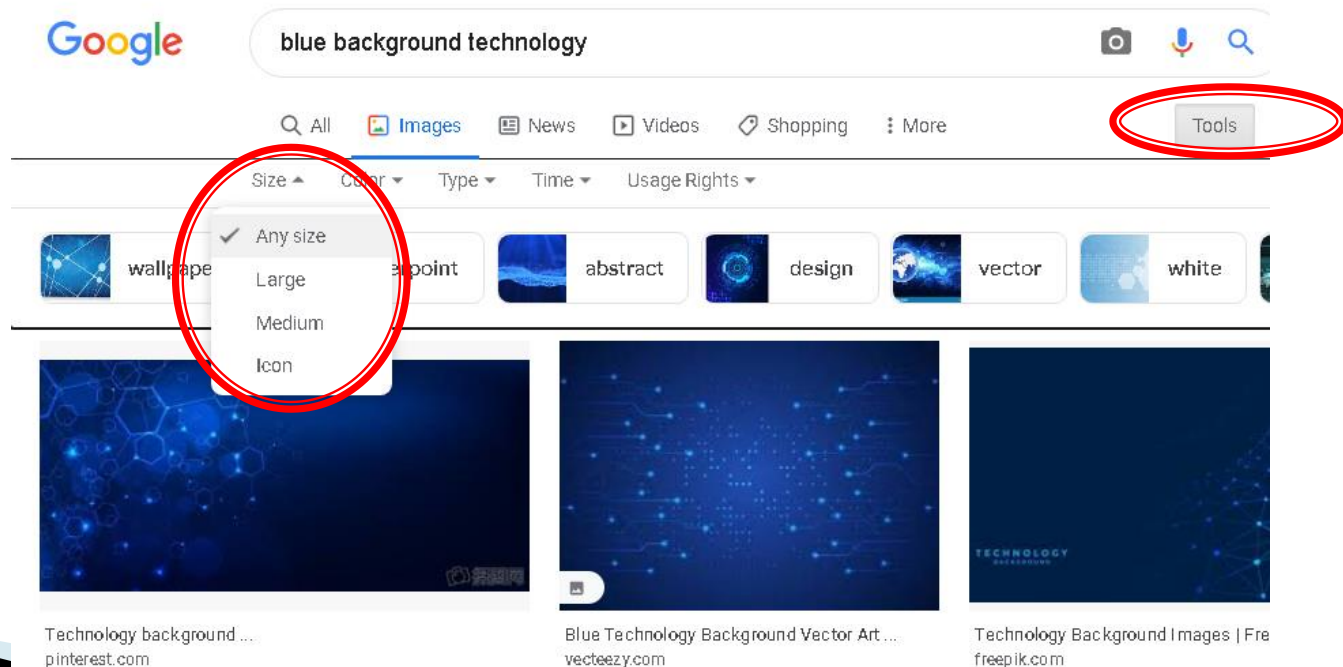 Google
blue background technology
All Images News Videos Shopping More Tools
Size Color Type Time Usage Rights
Any size
Large
Medium
Icon
abstract design vector white
TECHNOLOGY
BACKGROUND
Technology background ...
pinterest.com
Blue Technology Background Vector Art ...
vecteezy.com
Technology Background Images | Fre
freepik.com